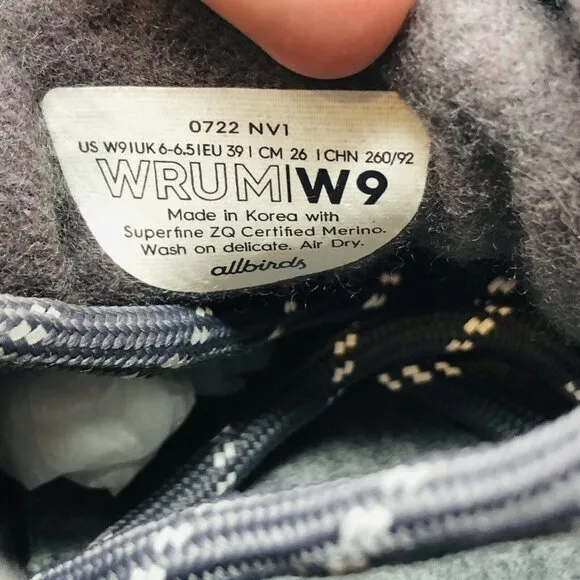 0722 NV1
US W9|UK 6-6.5|EU 39| CM 26 | CHN 260/92
WRUM|W9
Made in Korea with
Superfine ZQ Certified Merino.
Wash on delicate. Air Dry.
allbirds